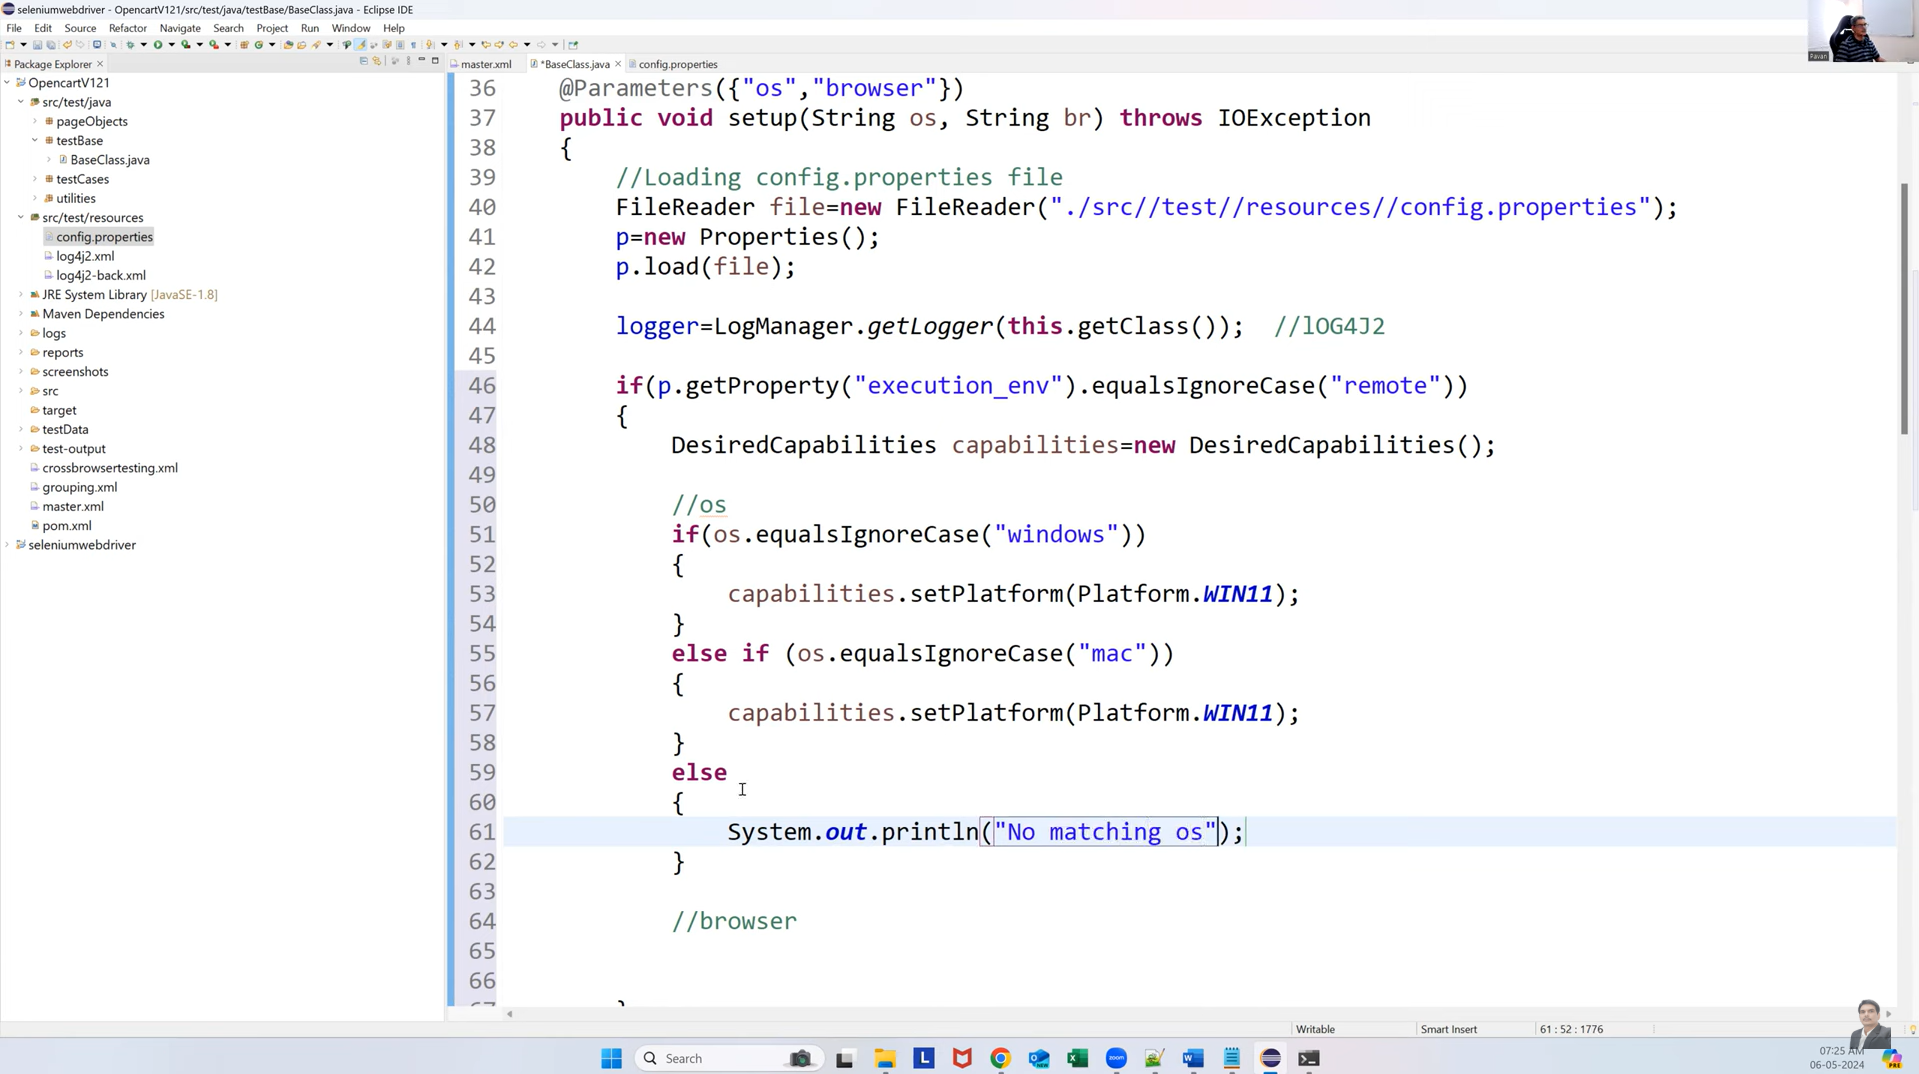 seleniumwebdriver - OpencartV121/src/test/java/testBase/BaseClass.java - Eclipse IDE
File Edit Source Refactor Navigate Search Project Run Window Help
Package Explorer
master.xml *BaseClass.java config.properties
OpencartV121
src/test/java
pageObjects
testBase
BaseClass.java
testCases
utilities
src/test/resources
config.properties
log4j2.xml
log4j2-back.xml
JRE System Library [JavaSE-1.8]
Maven Dependencies
logs
reports
screenshots
src
target
testData
test-output
crossbrowsertesting.xml
grouping.xml
master.xml
pom.xml
seleniumwebdriver
36 @Parameters({"os","browser"})
37 public void setup(String os, String br) throws IOException
38 {
39 //Loading config.properties file
40 FileReader file=new FileReader("./src//test//resources//config.properties");
41 p=new Properties();
42 p.load(file);
43
44 logger=LogManager.getLogger(this.getClass()); //lOG4J2
45
46 if(p.getProperty("execution_env").equalsIgnoreCase("remote"))
47 {
48 DesiredCapabilities capabilities=new DesiredCapabilities();
49
50 //os
51 if(os.equalsIgnoreCase("windows"))
52 {
53 capabilities.setPlatform(Platform.WIN11);
54 }
55 else if (os.equalsIgnoreCase("mac"))
56 {
57 capabilities.setPlatform(Platform.WIN11);
58 }
59 else
60 {
61 System.out.println("No matching os");
62 }
63
64 //browser
65
66
Writable Smart Insert 61 : 52 : 1776
Search
07:25 AM
06-05-2024
Pavan